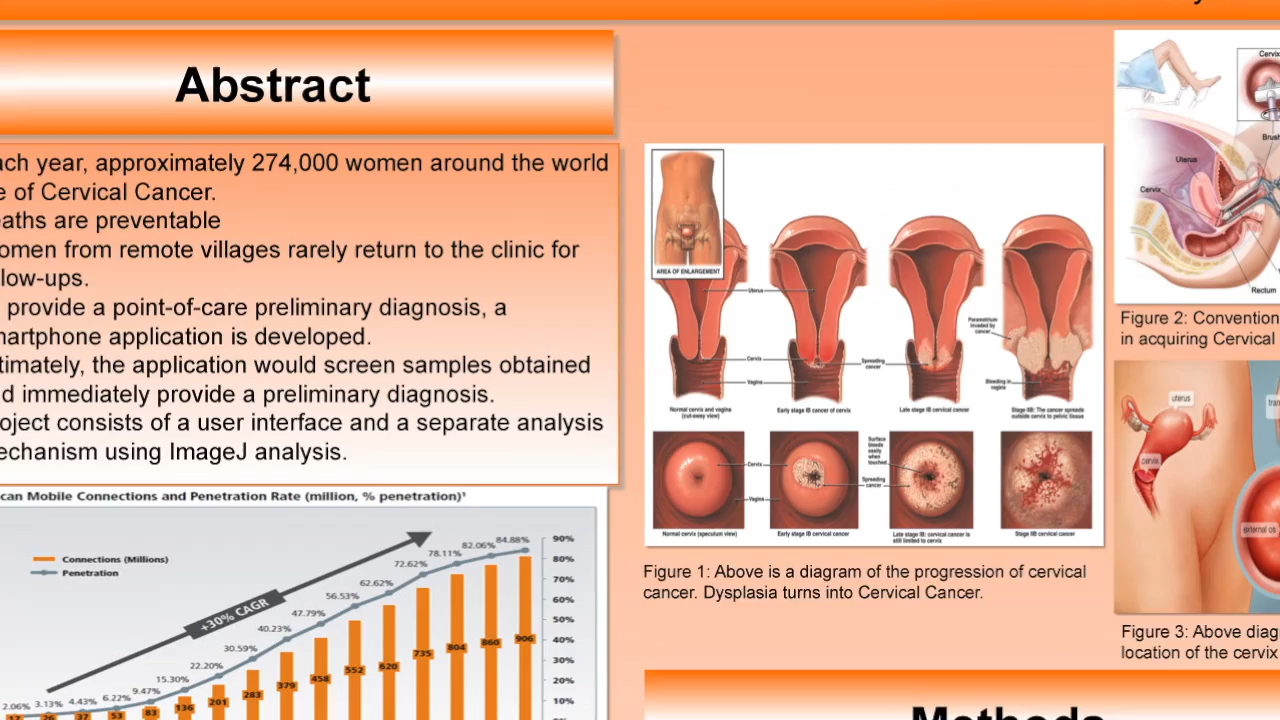 Abstract
ach year, approximately 274,000 women around the world
e of Cervical Cancer.
eaths are preventable
omen from remote villages rarely return to the clinic for
low-ups.
provide a point-of-care preliminary diagnosis, a
martphone application is developed.
timately, the application would screen samples obtained
d immediately provide a preliminary diagnosis.
oject consists of a user interface and a separate analysis
echanism using ImageJ analysis.
can Mobile Connections and Penetration Rate (million, % penetration)¹
Connections (Millions)
Penetration
+30% CAGR
2.06% 3.13% 4.43% 6.22% 9.47% 15.30% 22.20% 30.59% 40.23% 47.79% 56.53% 62.62% 72.62% 78.11% 82.06% 84.88%
17 26 37 53 83 136 201 283 379 458 552 620 735 804 860 906
90%
80%
70%
60%
50%
40%
30%
20%
10%
AREA OF ENLARGEMENT
Uterus
Cervix
Vagina
Spreading cancer
Parametrium invaded by cancer
Bleeding in vagina
Normal cervix and vagina
(cut-away view)
Early stage IB cancer of cervix
Late stage IB cervical cancer
Stage IIB: The cancer spreads
outside cervix to pelvic tissue
Cervix
Vagina
Surface bleeds easily when touched
Spreading cancer
Normal cervix (speculum view)
Early stage IB cervical cancer
Late stage IB: cervical cancer is
still limited to cervix
Stage IIB cervical cancer
Figure 1: Above is a diagram of the progression of cervical
cancer. Dysplasia turns into Cervical Cancer.
Cervix
Brush
Uterus
Cervix
Rectum
Figure 2: Convention
in acquiring Cervical
uterus
tran
cervix
external os
Figure 3: Above diag
location of the cervix
Methods